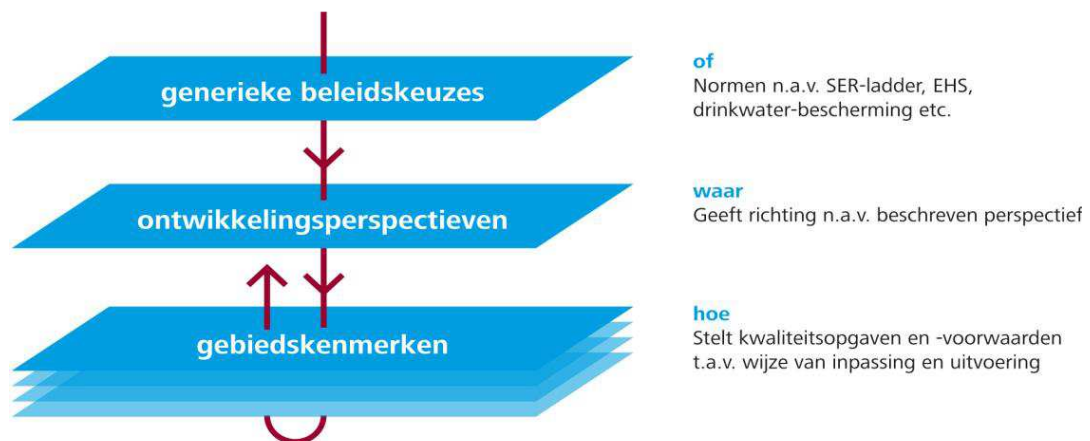 generieke beleidskeuzes
of
Normen n.a.v. SER-ladder, EHS,
drinkwater-bescherming etc.
ontwikkelingsperspectieven
waar
Geeft richting n.a.v. beschreven perspectief
gebiedskenmerken
hoe
Stelt kwaliteitsopgaven en -voorwaarden
t.a.v. wijze van inpassing en uitvoering